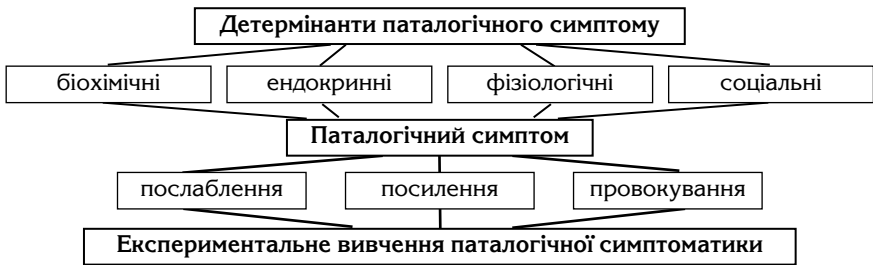 Детермінанти паталогічного симптому
біохімічні ендокринні фізіологічні соціальні
Паталогічний симптом
послаблення посилення провокування
Експериментальне вивчення паталогічної симптоматики